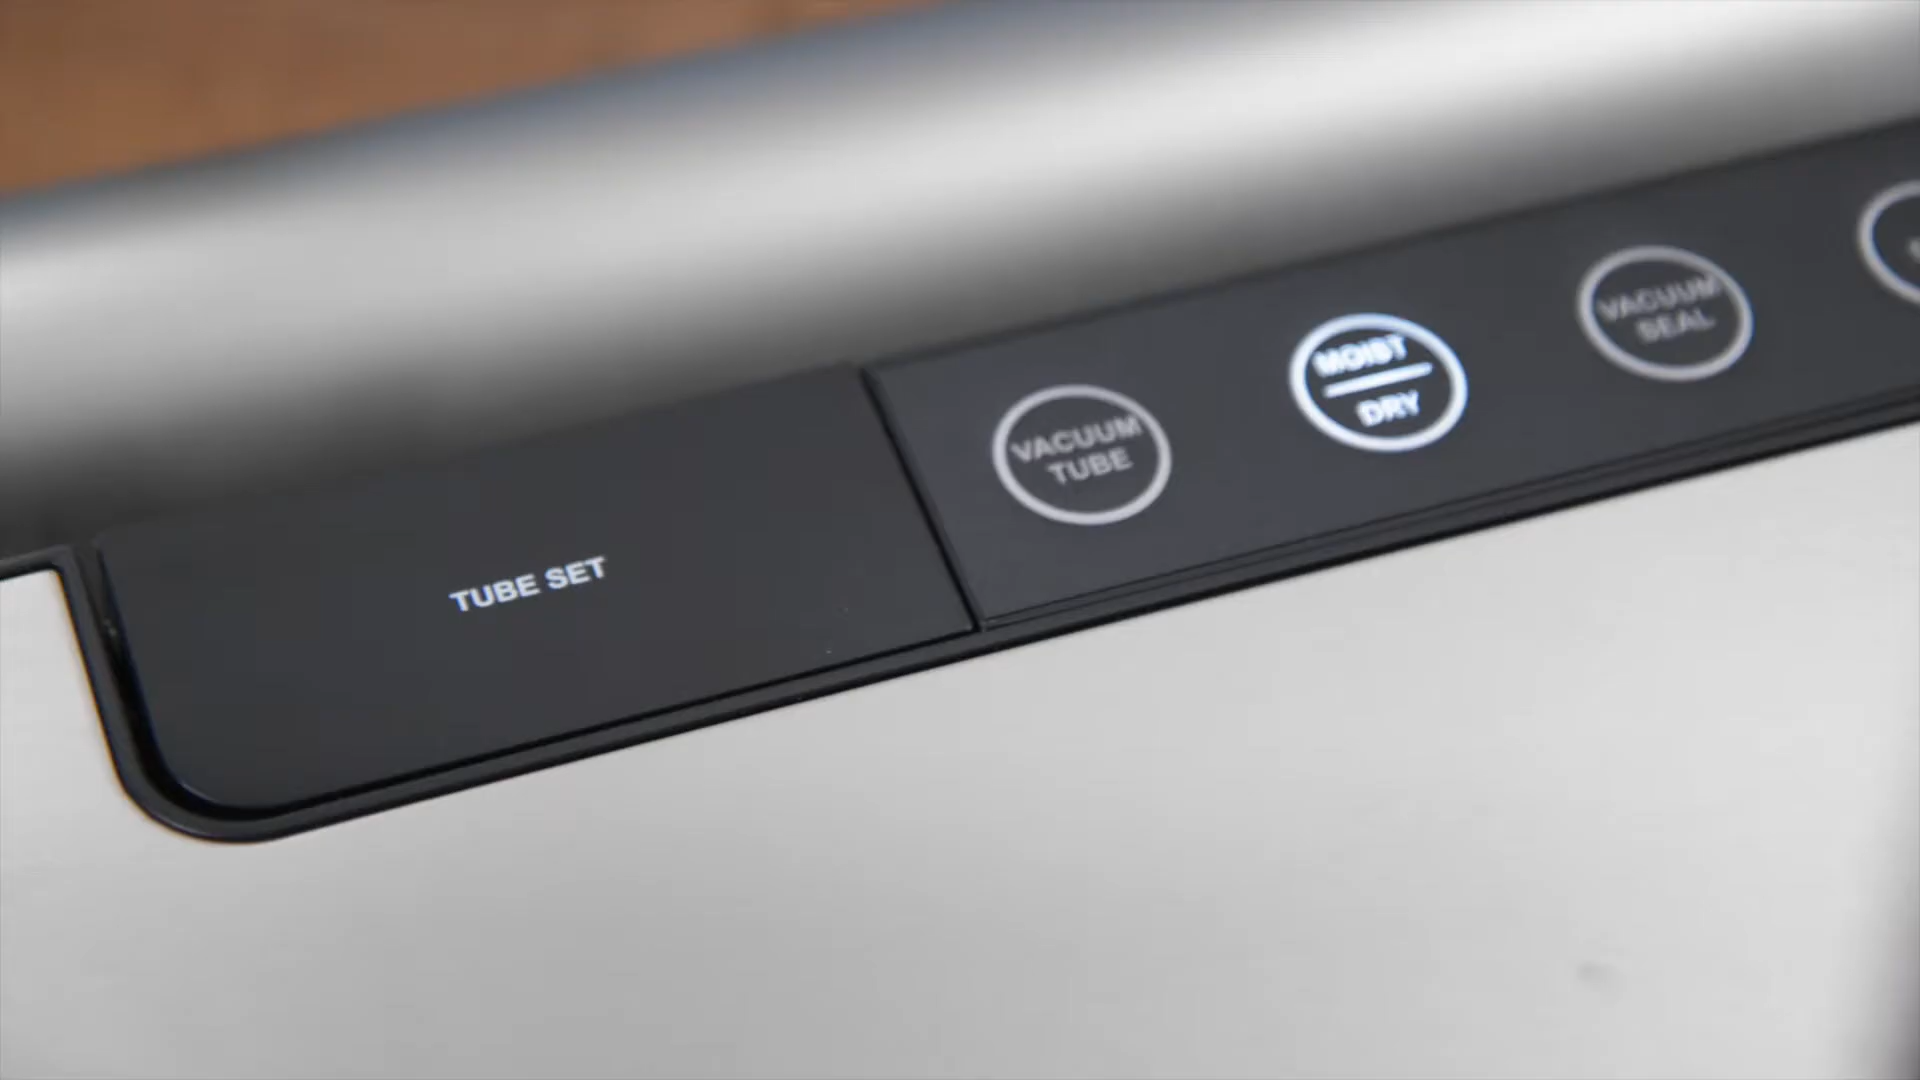 TUBE SET
VACUUM
TUBE
MOIST
DRY
VACUUM
SEAL